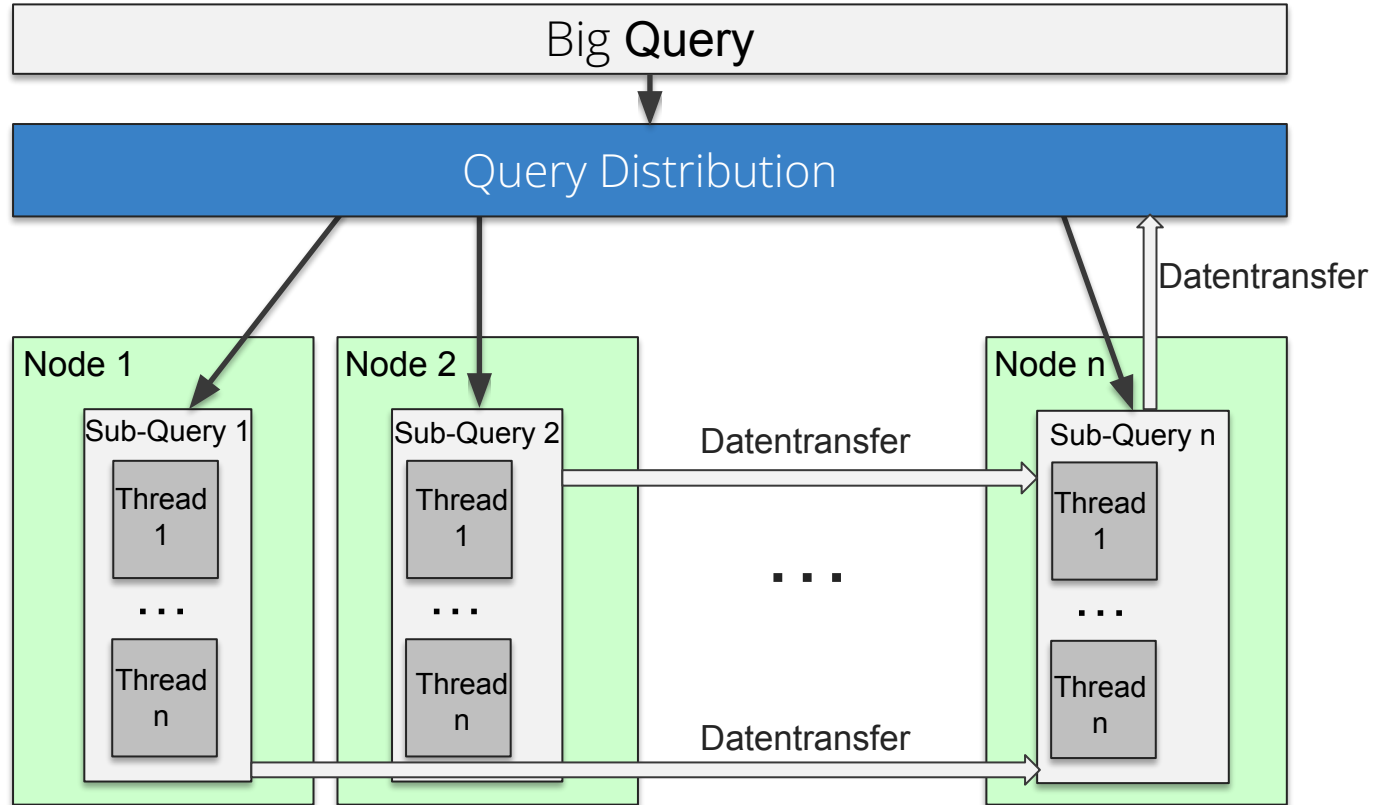 Big Query
Query Distribution
Datentransfer
Node 1
Node 2
Node n
Sub-Query 1
Sub-Query 2
Sub-Query n
Datentransfer
Thread
1
Thread
1
Thread
1
...
...
...
...
Thread
n
Thread
n
Thread
n
Datentransfer